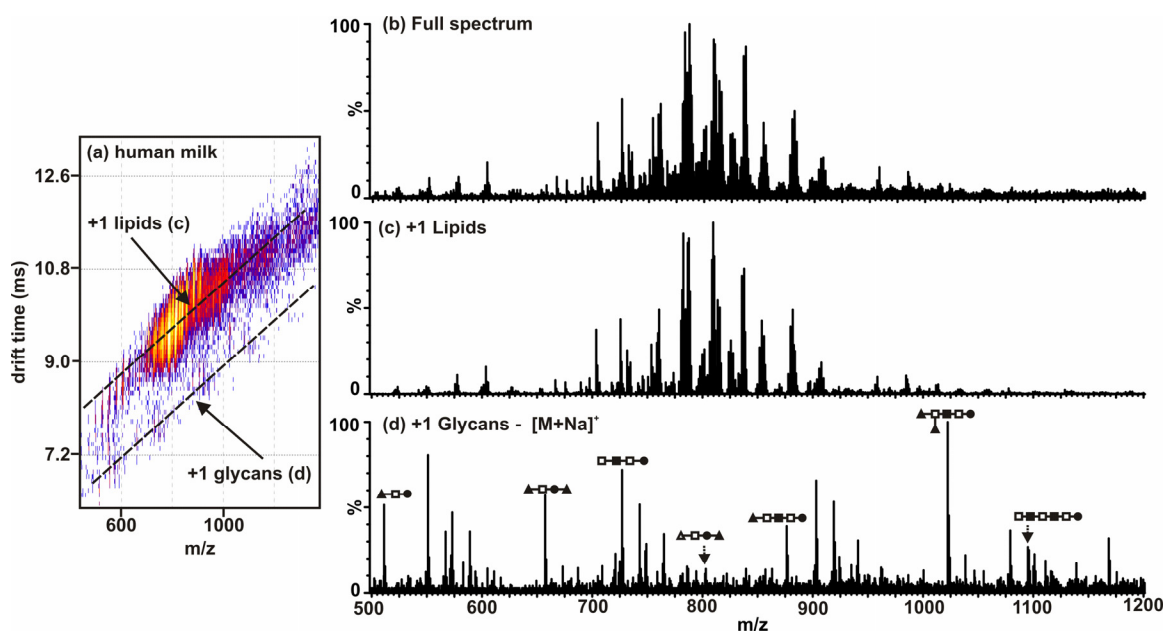 (a) human milk
12.6
10.8
9.0
7.2
drift time (ms)
+1 lipids (c)
+1 glycans (d)
600
1000
m/z
(b) Full spectrum
100
%
0
(c) +1 Lipids
100
%
0
(d) +1 Glycans - [M+Na]+
100
%
0
500
600
700
800
900
1000
1100
1200
m/z